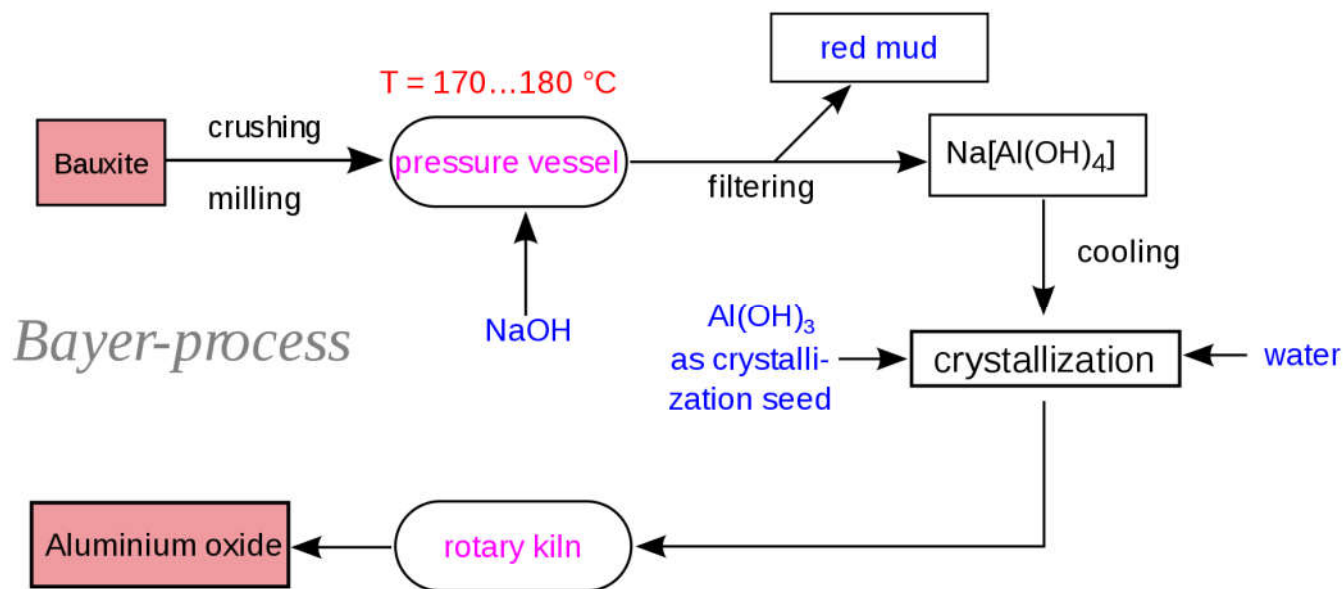 red mud
T = 170...180 °C
crushing
Bauxite
milling
pressure vessel
filtering
Na[Al(OH)₄]
cooling
NaOH
Bayer-process
Al(OH)₃
as crystalli-
zation seed
crystallization
water
Aluminium oxide
rotary kiln